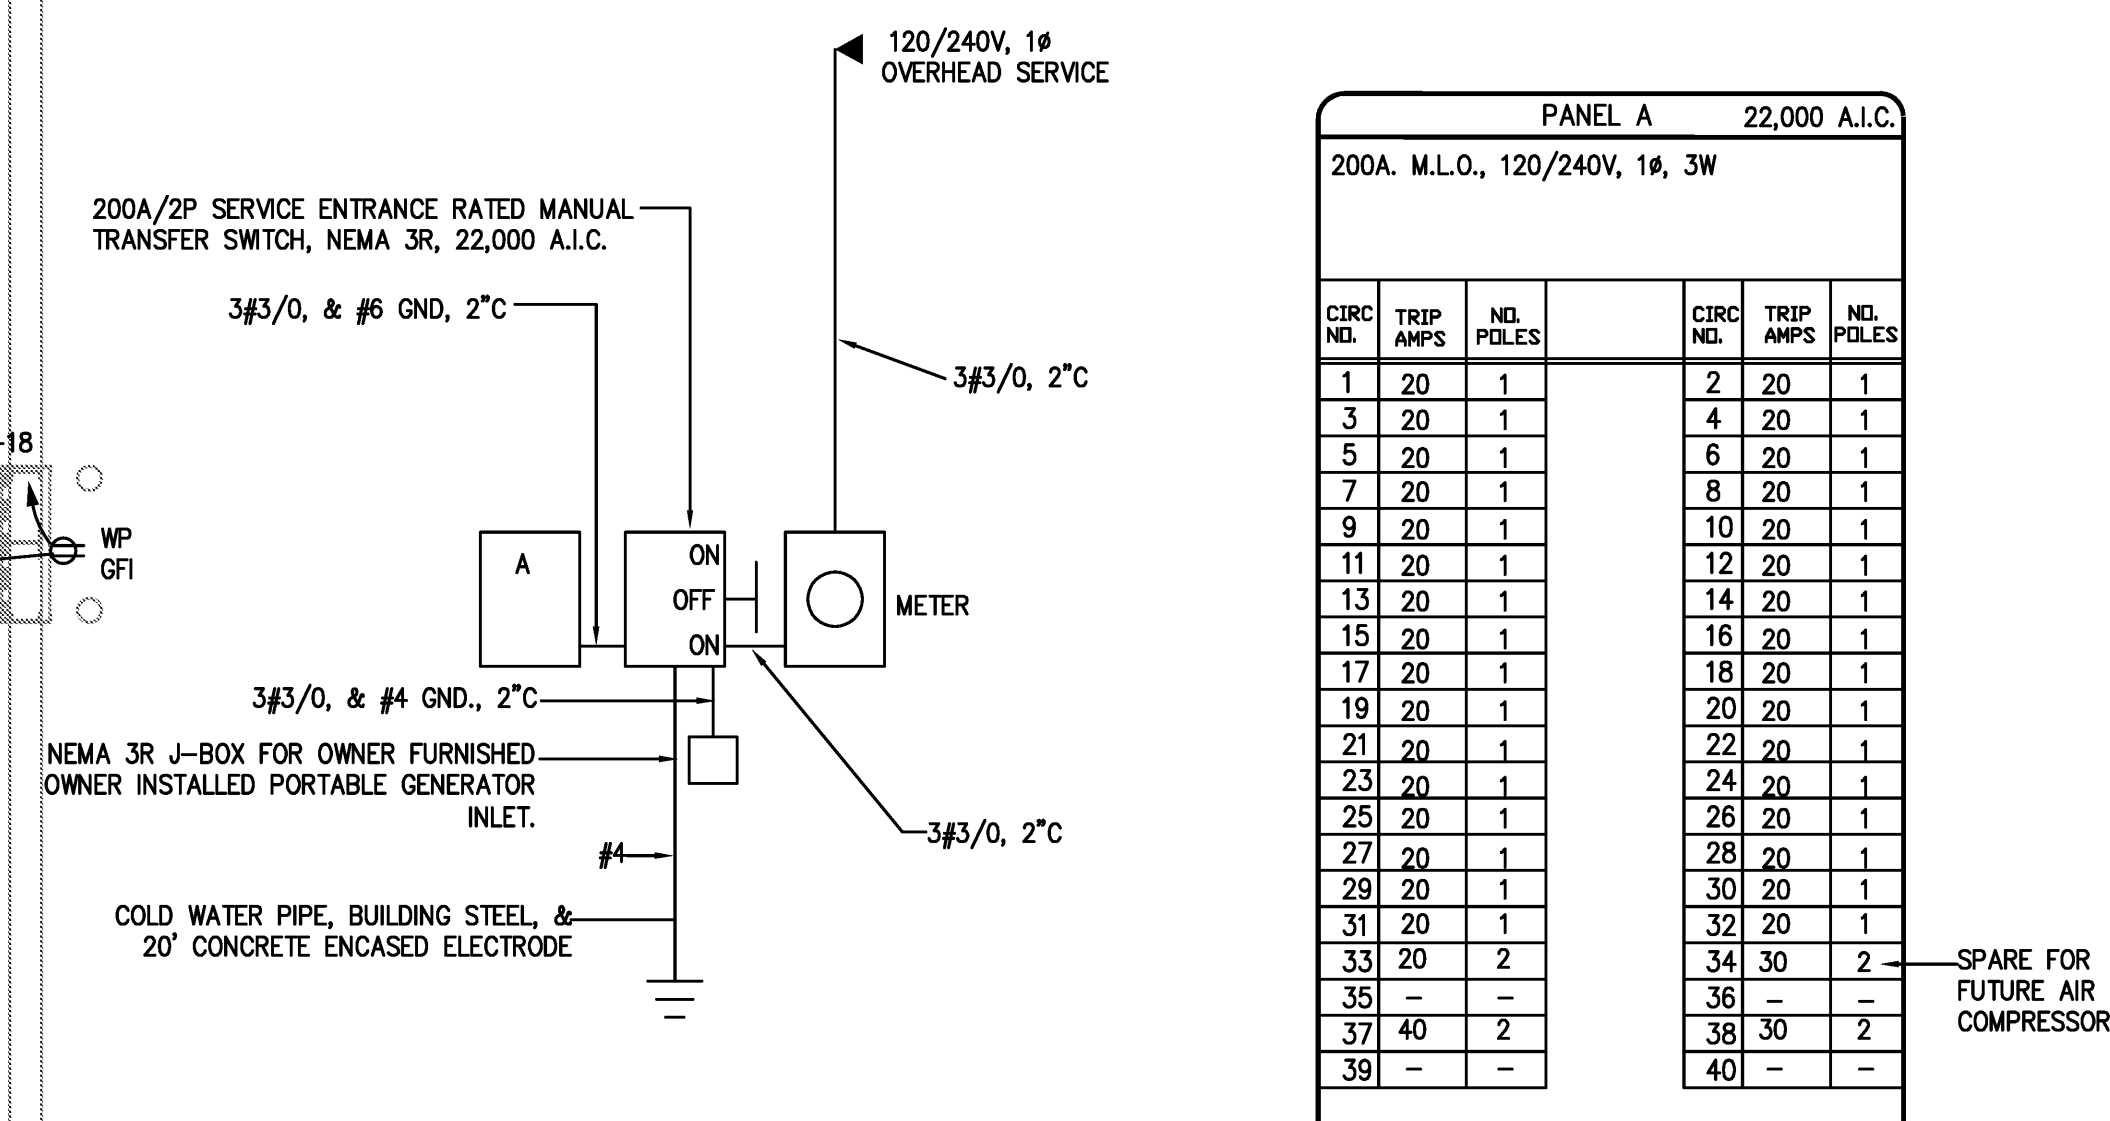 120/240V, 1ø
OVERHEAD SERVICE
200A/2P SERVICE ENTRANCE RATED MANUAL
TRANSFER SWITCH, NEMA 3R, 22,000 A.I.C.
3#3/0, & #6 GND, 2"C
3#3/0, 2"C
-18
WP
GFI
A
ON
OFF
ON
METER
3#3/0, & #4 GND., 2"C
NEMA 3R J-BOX FOR OWNER FURNISHED
OWNER INSTALLED PORTABLE GENERATOR
INLET.
3#3/0, 2"C
#4
COLD WATER PIPE, BUILDING STEEL, &
20' CONCRETE ENCASED ELECTRODE
PANEL A 22,000 A.I.C.
200A. M.L.O., 120/240V, 1ø, 3W
CIRC TRIP NO. CIRC TRIP NO.
NO. AMPS POLES NO. AMPS POLES
1 20 1 2 20 1
3 20 1 4 20 1
5 20 1 6 20 1
7 20 1 8 20 1
9 20 1 10 20 1
11 20 1 12 20 1
13 20 1 14 20 1
15 20 1 16 20 1
17 20 1 18 20 1
19 20 1 20 20 1
21 20 1 22 20 1
23 20 1 24 20 1
25 20 1 26 20 1
27 20 1 28 20 1
29 20 1 30 20 1
31 20 1 32 20 1
33 20 2 34 30 2
35 - - 36 - -
37 40 2 38 30 2
39 - - 40 - -
SPARE FOR
FUTURE AIR
COMPRESSOR